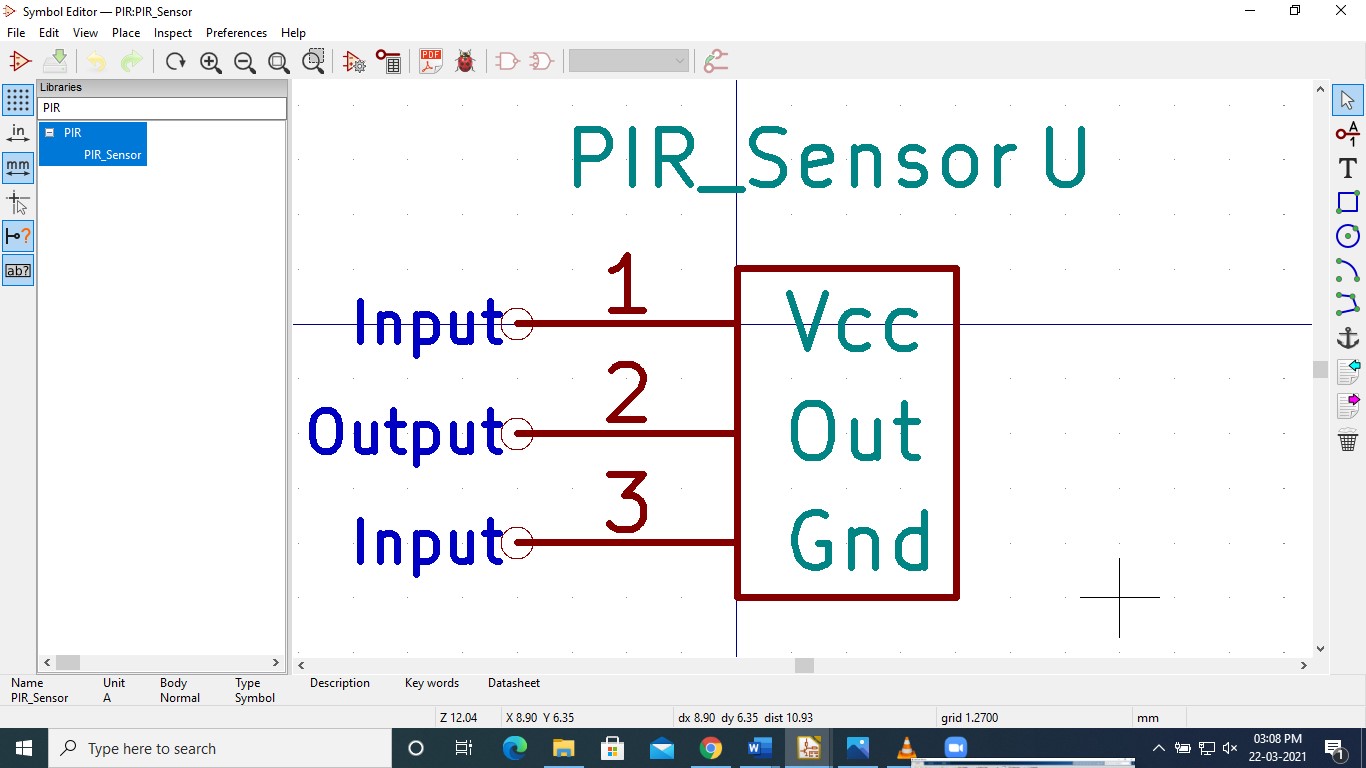 Symbol Editor — PIR:PIR_Sensor
File Edit View Place Inspect Preferences Help
PDF
Libraries
PIR
PIR
PIR_Sensor
in
mm
ab?
A
1
T
PIR_Sensor U
1
Input
Vcc
2
Output
Out
3
Input
Gnd
Name Unit Body Type Description Key words Datasheet
PIR_Sensor A Normal Symbol
Z 12.04 X 8.90 Y 6.35 dx 8.90 dy 6.35 dist 10.93 grid 1.2700 mm
Type here to search
03:08 PM
22-03-2021
1